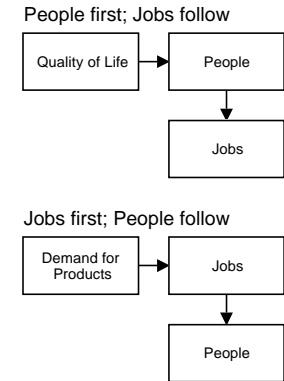 People first; Jobs follow
Quality of Life
People
Jobs
Jobs first; People follow
Demand for
Products
Jobs
People